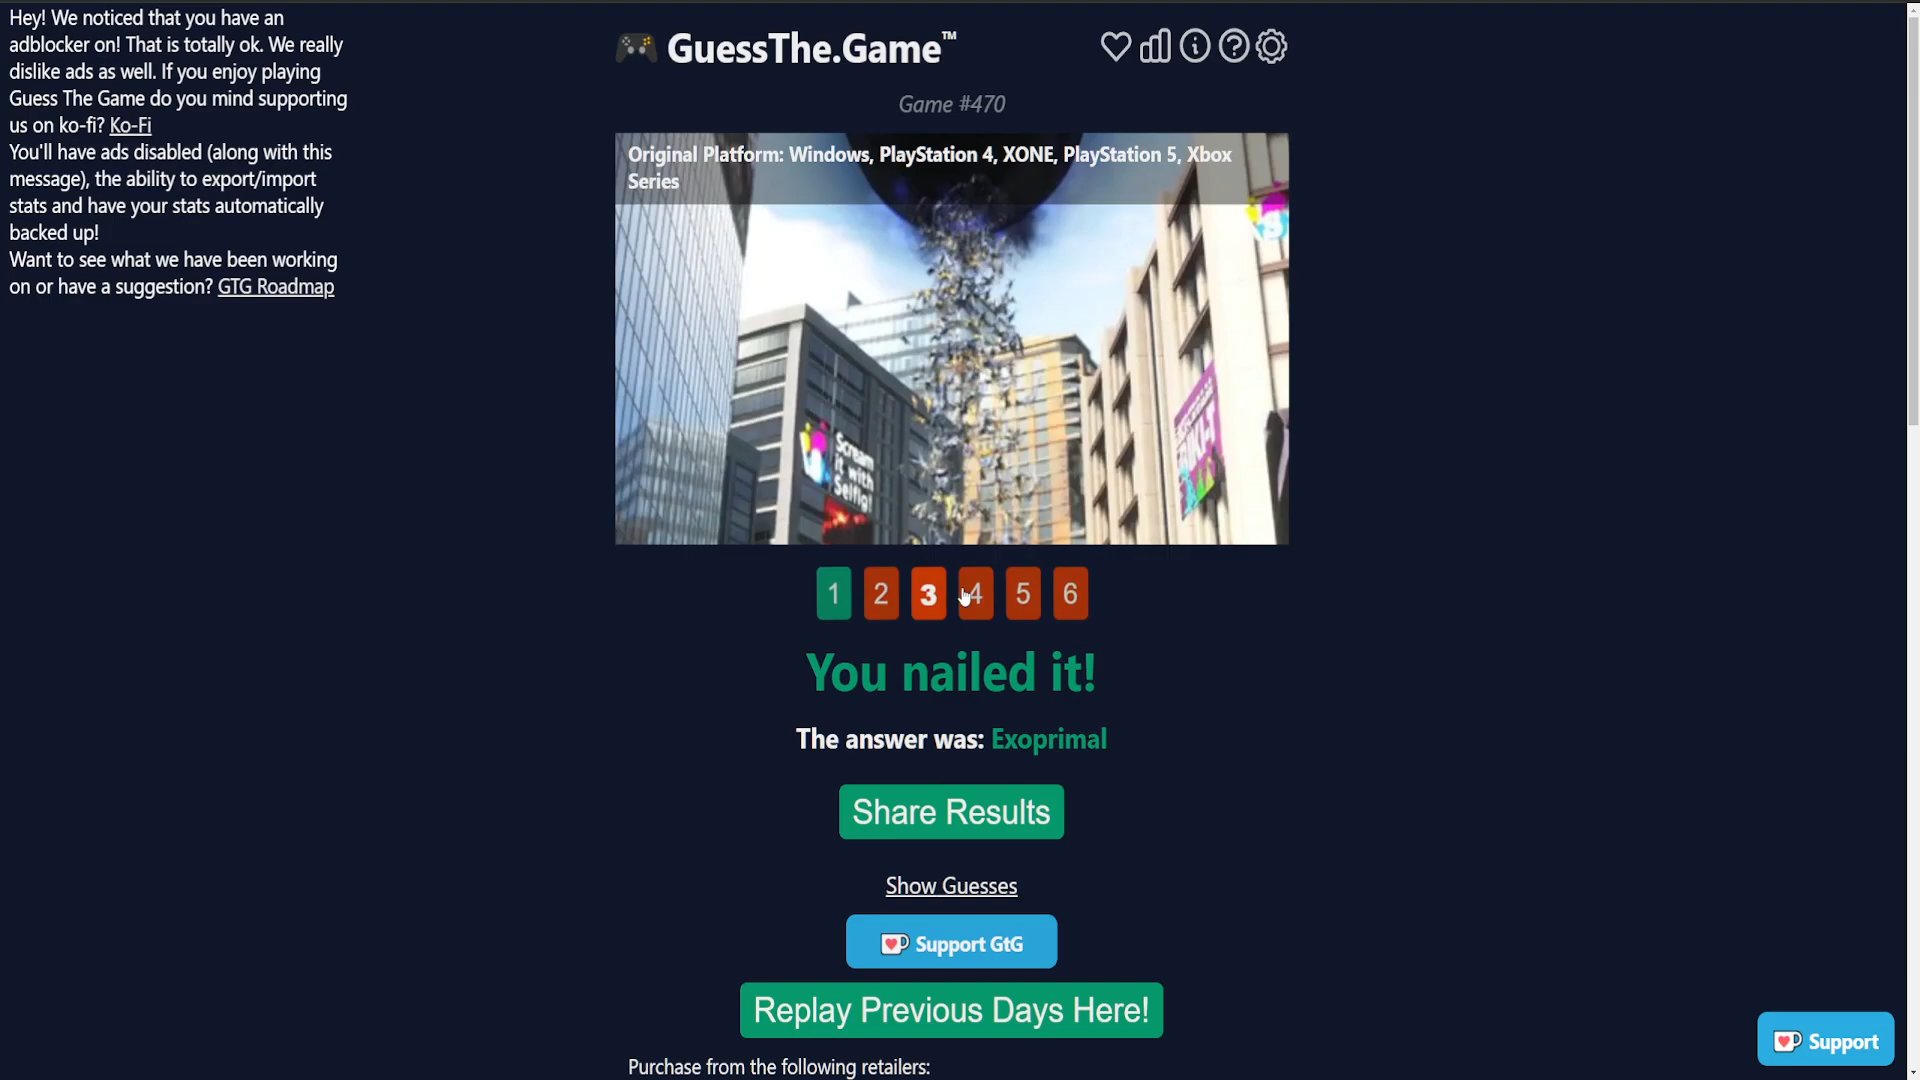 Hey! We noticed that you have an
adblocker on! That is totally ok. We really
dislike ads as well. If you enjoy playing
Guess The Game do you mind supporting
us on ko-fi? Ko-Fi
You'll have ads disabled (along with this
message), the ability to export/import
stats and have your stats automatically
backed up!
Want to see what we have been working
on or have a suggestion? GTG Roadmap
GuessThe.Game™
Game #470
Original Platform: Windows, PlayStation 4, XONE, PlayStation 5, Xbox
Series
Scream
it with
Selfig!
1 2 3 4 5 6
You nailed it!
The answer was: Exoprimal
Share Results
Show Guesses
Support GtG
Replay Previous Days Here!
Purchase from the following retailers:
Support